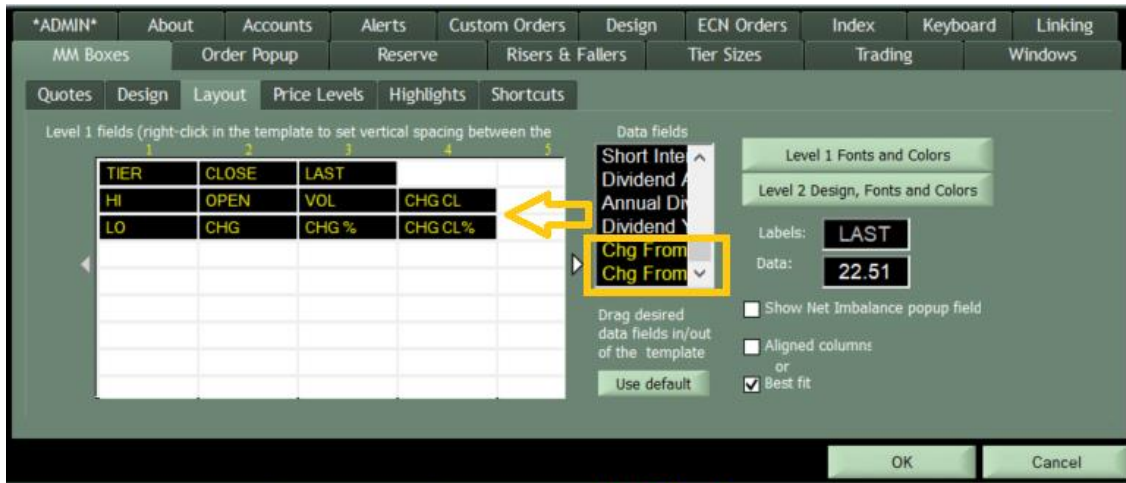 *ADMIN* About Accounts Alerts Custom Orders Design ECN Orders Index Keyboard Linking
MM Boxes Order Popup Reserve Risers & Fallers Tier Sizes Trading Windows
Quotes Design Layout Price Levels Highlights Shortcuts
Level 1 fields (right-click in the template to set vertical spacing between the
1 2 3 4 5
TIER CLOSE LAST
HI OPEN VOL CHG CL
LO CHG CHG % CHG CL%
Data fields
Short Inte
Dividend A
Annual Div
Dividend Y
Chg From
Chg From
Drag desired
data fields in/out
of the template
Use default
Level 1 Fonts and Colors
Level 2 Design, Fonts and Colors
Labels: LAST
Data: 22.51
Show Net Imbalance popup field
Aligned columns
or
Best fit
OK Cancel